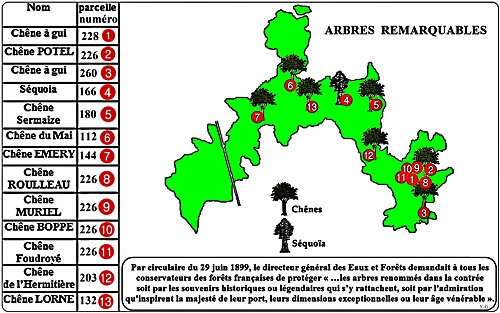 Nom parcelle numéro
Chêne à gui 228 1
Chêne POTEL 226 2
Chêne à gui 260 3
Séquoia 166 4
Chêne Sermaize 180 5
Chêne du Mai 112 6
Chêne EMERY 144 7
Chêne ROULLEAU 226 8
Chêne MURIEL 226 9
Chêne BOPPE 226 10
Chêne Foudroyé 226 11
Chêne de l'Hermitière 203 12
Chêne LORNE 132 13
ARBRES REMARQUABLES
6
13
4
5
7
12
10 9 2
11 1 8
3
Chênes
Séquoïa
Par circulaire du 29 juin 1899, le directeur général des Eaux et Forêts demandait à tous les
conservateurs des forêts françaises de protéger « ...les arbres renommés dans la contrée
soit par les souvenirs historiques ou légendaires qui s'y rattachent, soit par l'admiration
qu'inspirent la majesté de leur port, leurs dimensions exceptionelles ou leur âge vénérable ».